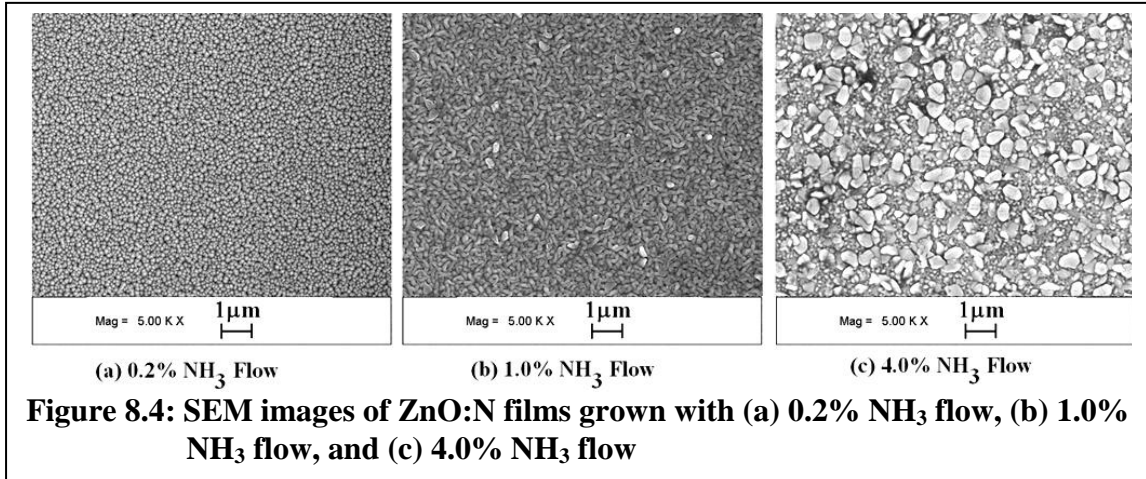 1μm 1μm 1μm
Mag = 5.00 K X Mag = 5.00 K X Mag = 5.00 K X
(a) 0.2% NH₃ Flow (b) 1.0% NH₃ Flow (c) 4.0% NH₃ Flow
Figure 8.4: SEM images of ZnO:N films grown with (a) 0.2% NH₃ flow, (b) 1.0%
NH₃ flow, and (c) 4.0% NH₃ flow